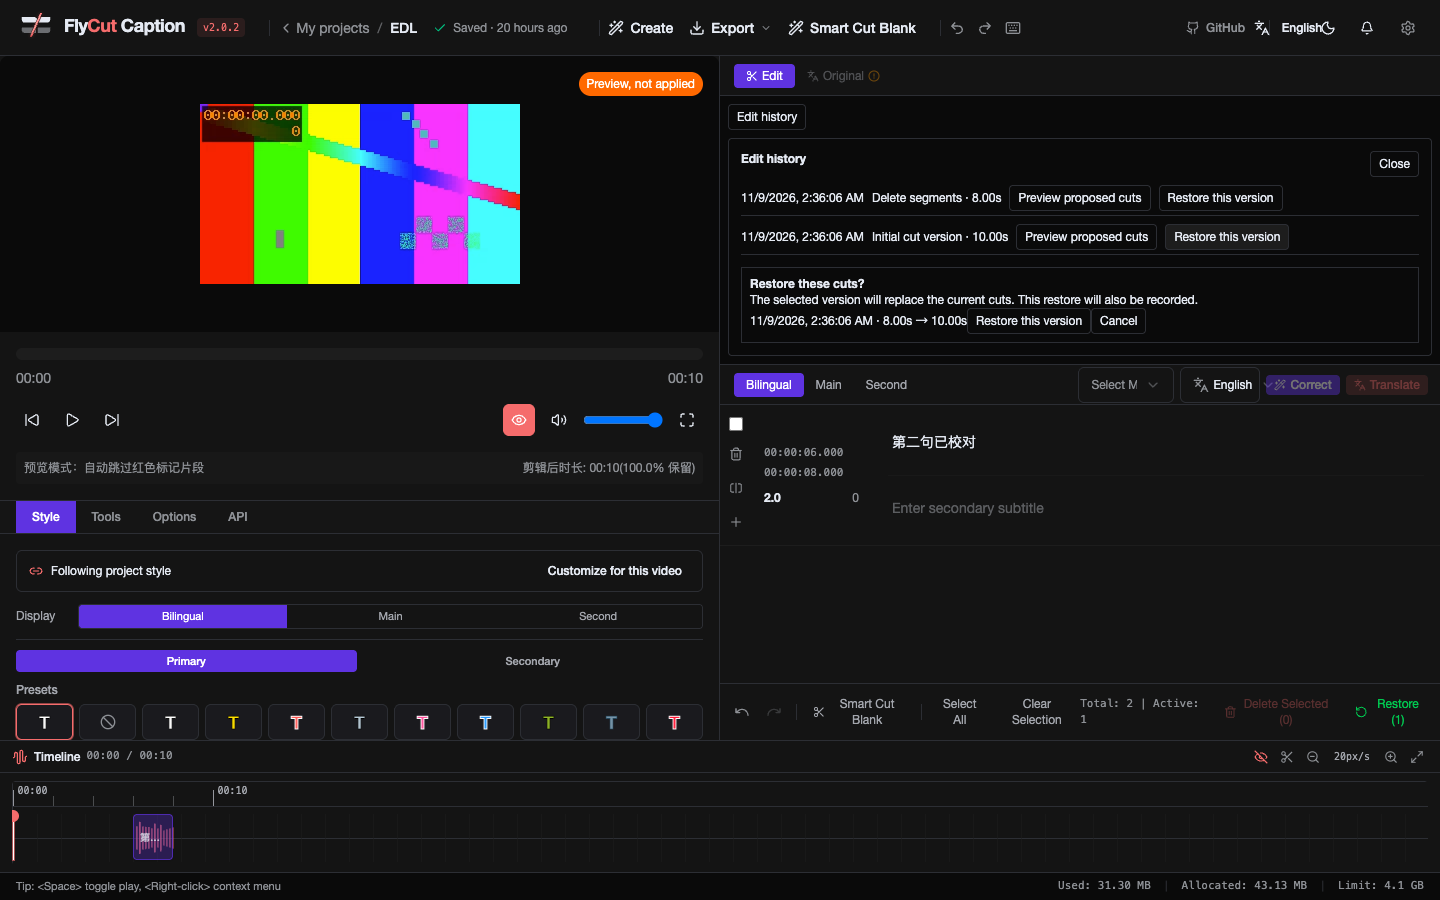 FlyCut Caption v2.0.2 My projects / EDL Saved · 20 hours ago Create Export Smart Cut Blank GitHub English
Preview, not applied
00:00:00.000
0
00:00 00:10
预览模式：自动跳过红色标记片段 剪辑后时长: 00:10(100.0% 保留)
Style Tools Options API
Following project style Customize for this video
Display Bilingual Main Second
Primary Secondary
Presets
T T T T T T T T T T
Edit Original
Edit history
Edit history Close
11/9/2026, 2:36:06 AM Delete segments · 8.00s Preview proposed cuts Restore this version
11/9/2026, 2:36:06 AM Initial cut version · 10.00s Preview proposed cuts Restore this version
Restore these cuts?
The selected version will replace the current cuts. This restore will also be recorded.
11/9/2026, 2:36:06 AM · 8.00s → 10.00s Restore this version Cancel
Bilingual Main Second Select M English Correct Translate
第二句已校对
00:00:06.000
00:00:08.000
2.0 0
Enter secondary subtitle
Smart Cut Blank Select All Clear Selection Total: 2 | Active: 1 Delete Selected (0) Restore (1)
Timeline 00:00 / 00:10 20px/s
00:00 00:10
Tip: <Space> toggle play, <Right-click> context menu Used: 31.30 MB | Allocated: 43.13 MB | Limit: 4.1 GB